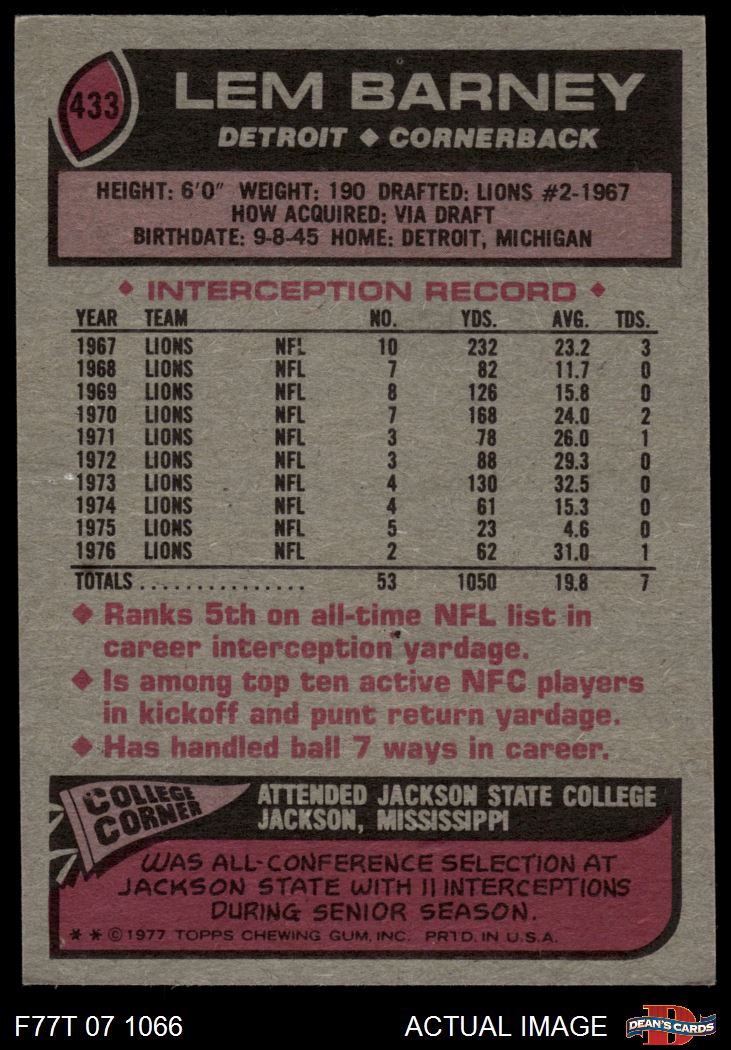 433
LEM BARNEY
DETROIT ◆ CORNERBACK
HEIGHT: 6'0" WEIGHT: 190 DRAFTED: LIONS #2-1967
HOW ACQUIRED: VIA DRAFT
BIRTHDATE: 9-8-45 HOME: DETROIT, MICHIGAN
◆ INTERCEPTION RECORD ◆
YEAR TEAM NO. YDS. AVG. TDS.
1967 LIONS NFL 10 232 23.2 3
1968 LIONS NFL 7 82 11.7 0
1969 LIONS NFL 8 126 15.8 0
1970 LIONS NFL 7 168 24.0 2
1971 LIONS NFL 3 78 26.0 1
1972 LIONS NFL 3 88 29.3 0
1973 LIONS NFL 4 130 32.5 0
1974 LIONS NFL 4 61 15.3 0
1975 LIONS NFL 5 23 4.6 0
1976 LIONS NFL 2 62 31.0 1
TOTALS................ 53 1050 19.8 7
◆ Ranks 5th on all-time NFL list in
career interception yardage.
◆ Is among top ten active NFC players
in kickoff and punt return yardage.
◆ Has handled ball 7 ways in career.
COLLEGE
CORNER
ATTENDED JACKSON STATE COLLEGE
JACKSON, MISSISSIPPI
WAS ALL-CONFERENCE SELECTION AT
JACKSON STATE WITH 11 INTERCEPTIONS
DURING SENIOR SEASON.
* * © 1977 TOPPS CHEWING GUM, INC. PRTD. IN U.S.A.
F77T 07 1066
ACTUAL IMAGE
D
DEAN'S CARDS